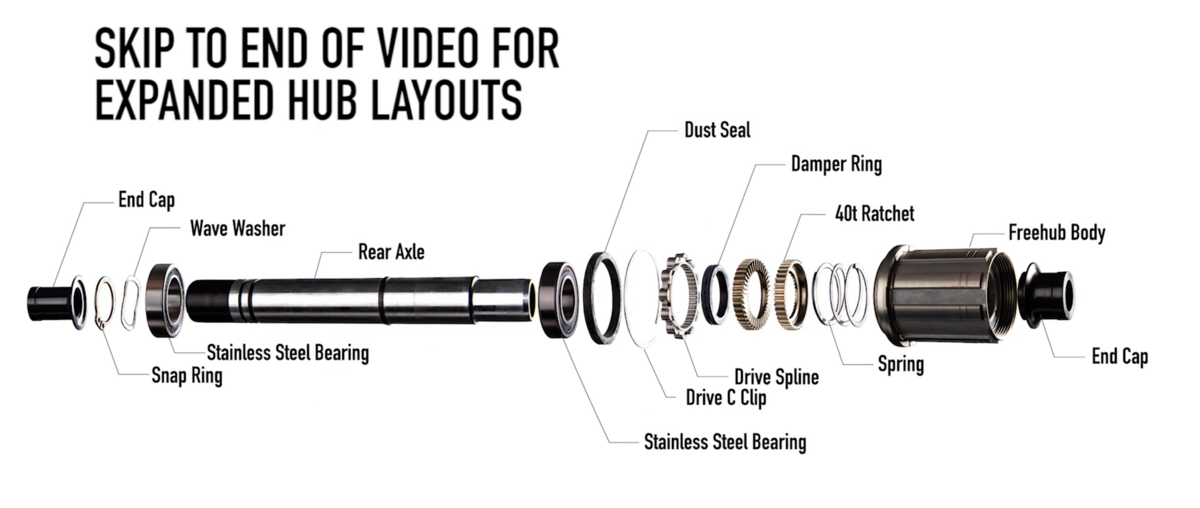 SKIP TO END OF VIDEO FOR
EXPANDED HUB LAYOUTS
Dust Seal
Damper Ring
End Cap
40t Ratchet
Wave Washer
Freehub Body
Rear Axle
Stainless Steel Bearing
End Cap
Spring
Snap Ring
Drive Spline
Drive C Clip
Stainless Steel Bearing